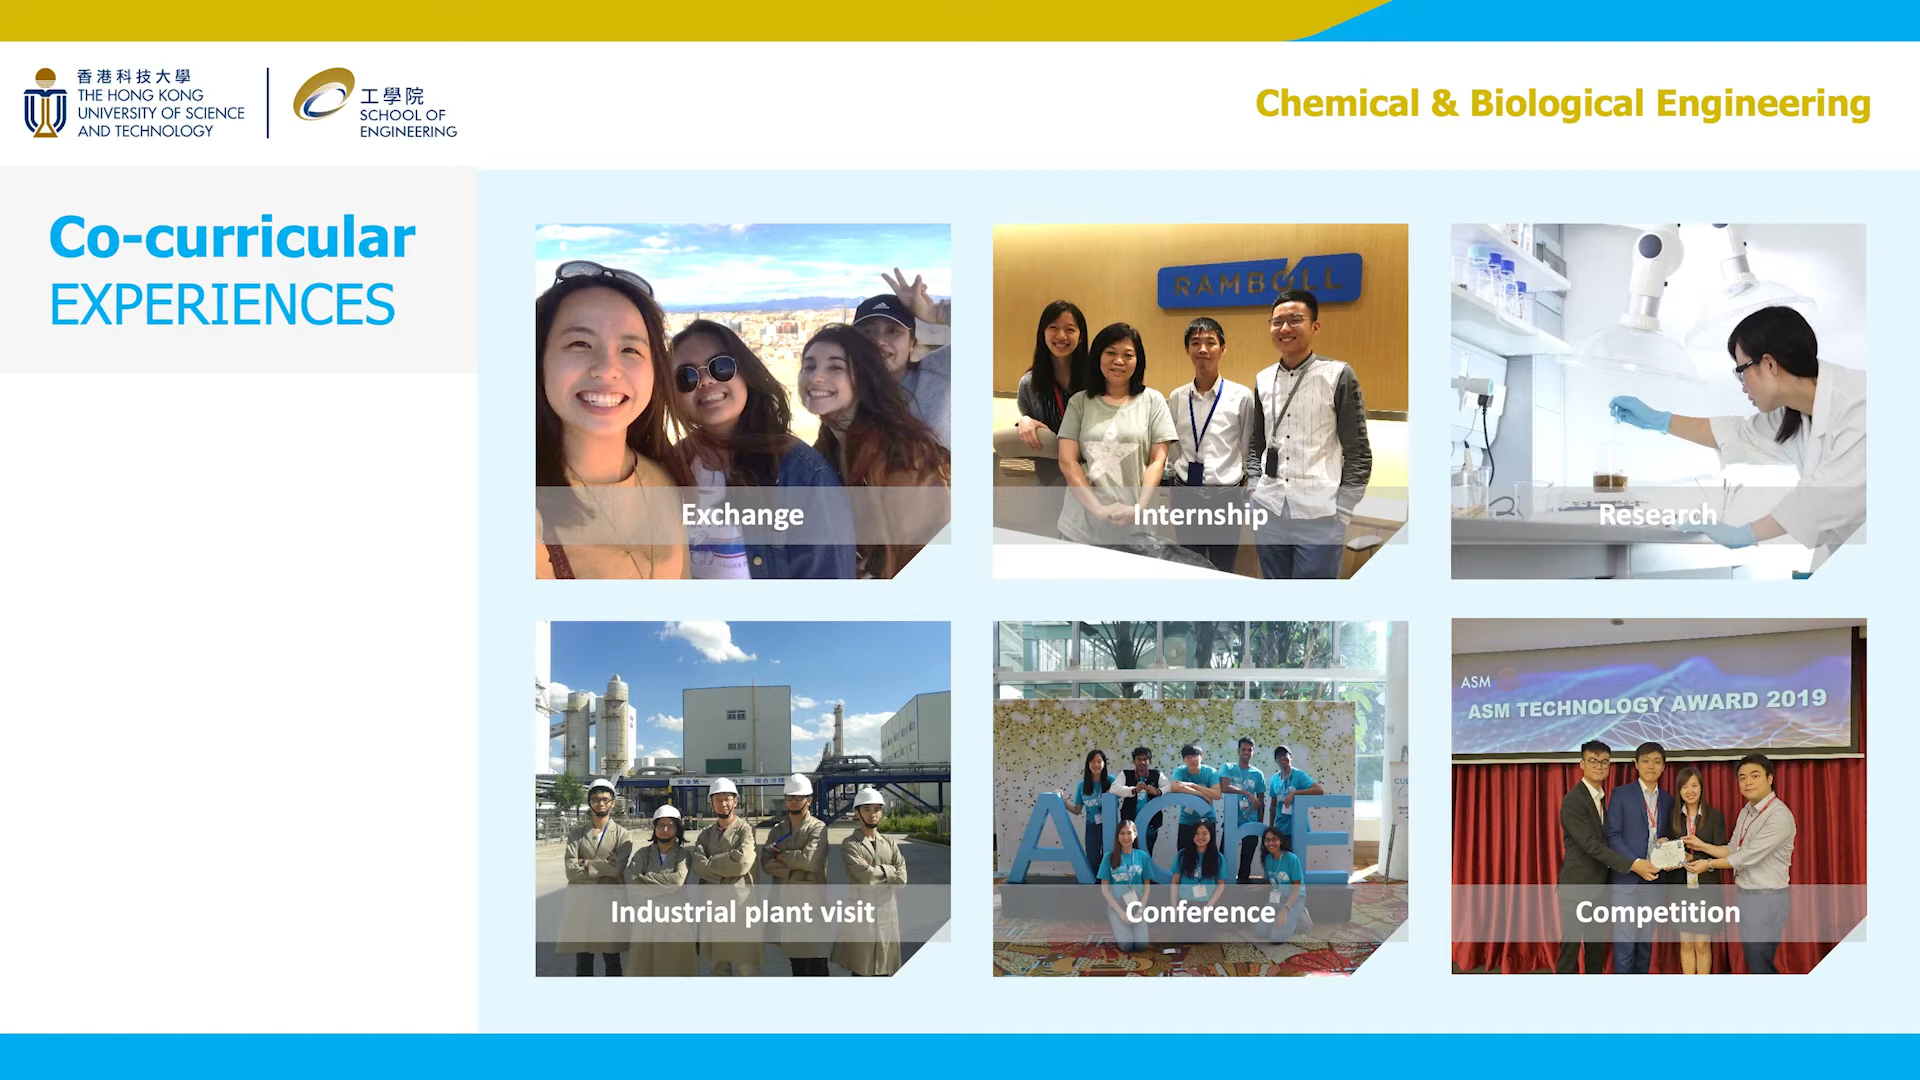 香港科技大學
THE HONG KONG
UNIVERSITY OF SCIENCE
AND TECHNOLOGY
工學院
SCHOOL OF
ENGINEERING
Chemical & Biological Engineering
Co-curricular
EXPERIENCES
Exchange
RAMBOLL
Internship
Research
Industrial plant visit
AIChE
Conference
ASM
ASM TECHNOLOGY AWARD 2019
Competition